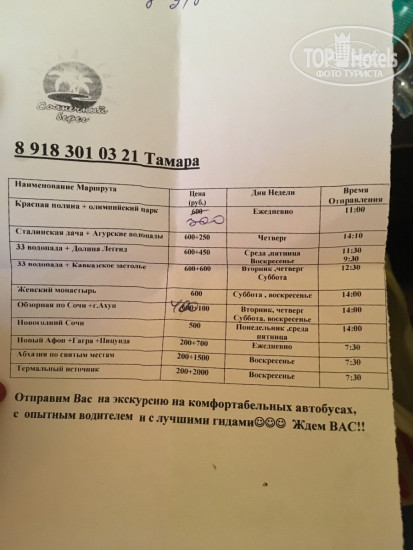 TOP Hotels
ФОТО ТУРИСТА
Солнечный
берег
8 918 301 03 21 Тамара
Наименование Маршрута Цена (руб.) Дни Недели Время Отправления
Красная поляна + олимпийский парк 600 300 Ежедневно 11:00
Сталинская дача + Агурские водопады 600+250 Четверг 14:10
33 водопада + Долина Легенд 600+450 Среда ,пятница Воскресенье 11:30 9:30
33 водопада + Кавказское застолье 600+600 Вторник ,четверг Суббота 12:30
Женский монастырь 600 Суббота , воскресенье 14:00
Обзорная по Сочи +г.Ахун +100 Вторник, четверг Суббота, воскресенье 14:00
Новогодний Сочи 500 Понедельник ,среда пятница 14:00
Новый Афон +Гагра +Пицунда 200+700 Ежедневно 7:30
Абхазия по святым местам 200+1500 Воскресенье 7:30
Термальный источник 200+2000 Воскресенье 7:30
Отправим Вас на экскурсию на комфортабельных автобусах,
с опытным водителем и с лучшими гидами☺☺☺ Ждем ВАС!!